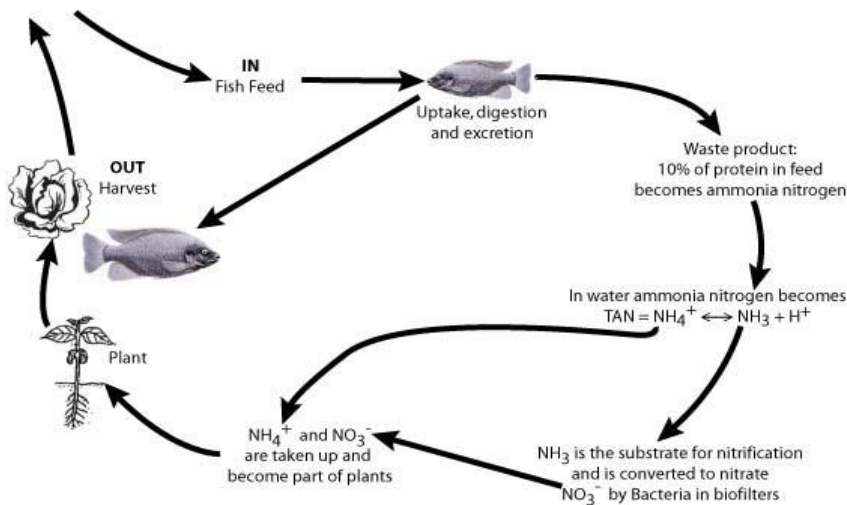 IN
Fish Feed
Uptake, digestion
and excretion
Waste product:
10% of protein in feed
becomes ammonia nitrogen
In water ammonia nitrogen becomes
TAN = NH₄⁺ ↔ NH₃ + H⁺
NH₃ is the substrate for nitrification
and is converted to nitrate
NO₃⁻ by Bacteria in biofilters
NH₄⁺ and NO₃⁻
are taken up and
become part of plants
Plant
OUT
Harvest